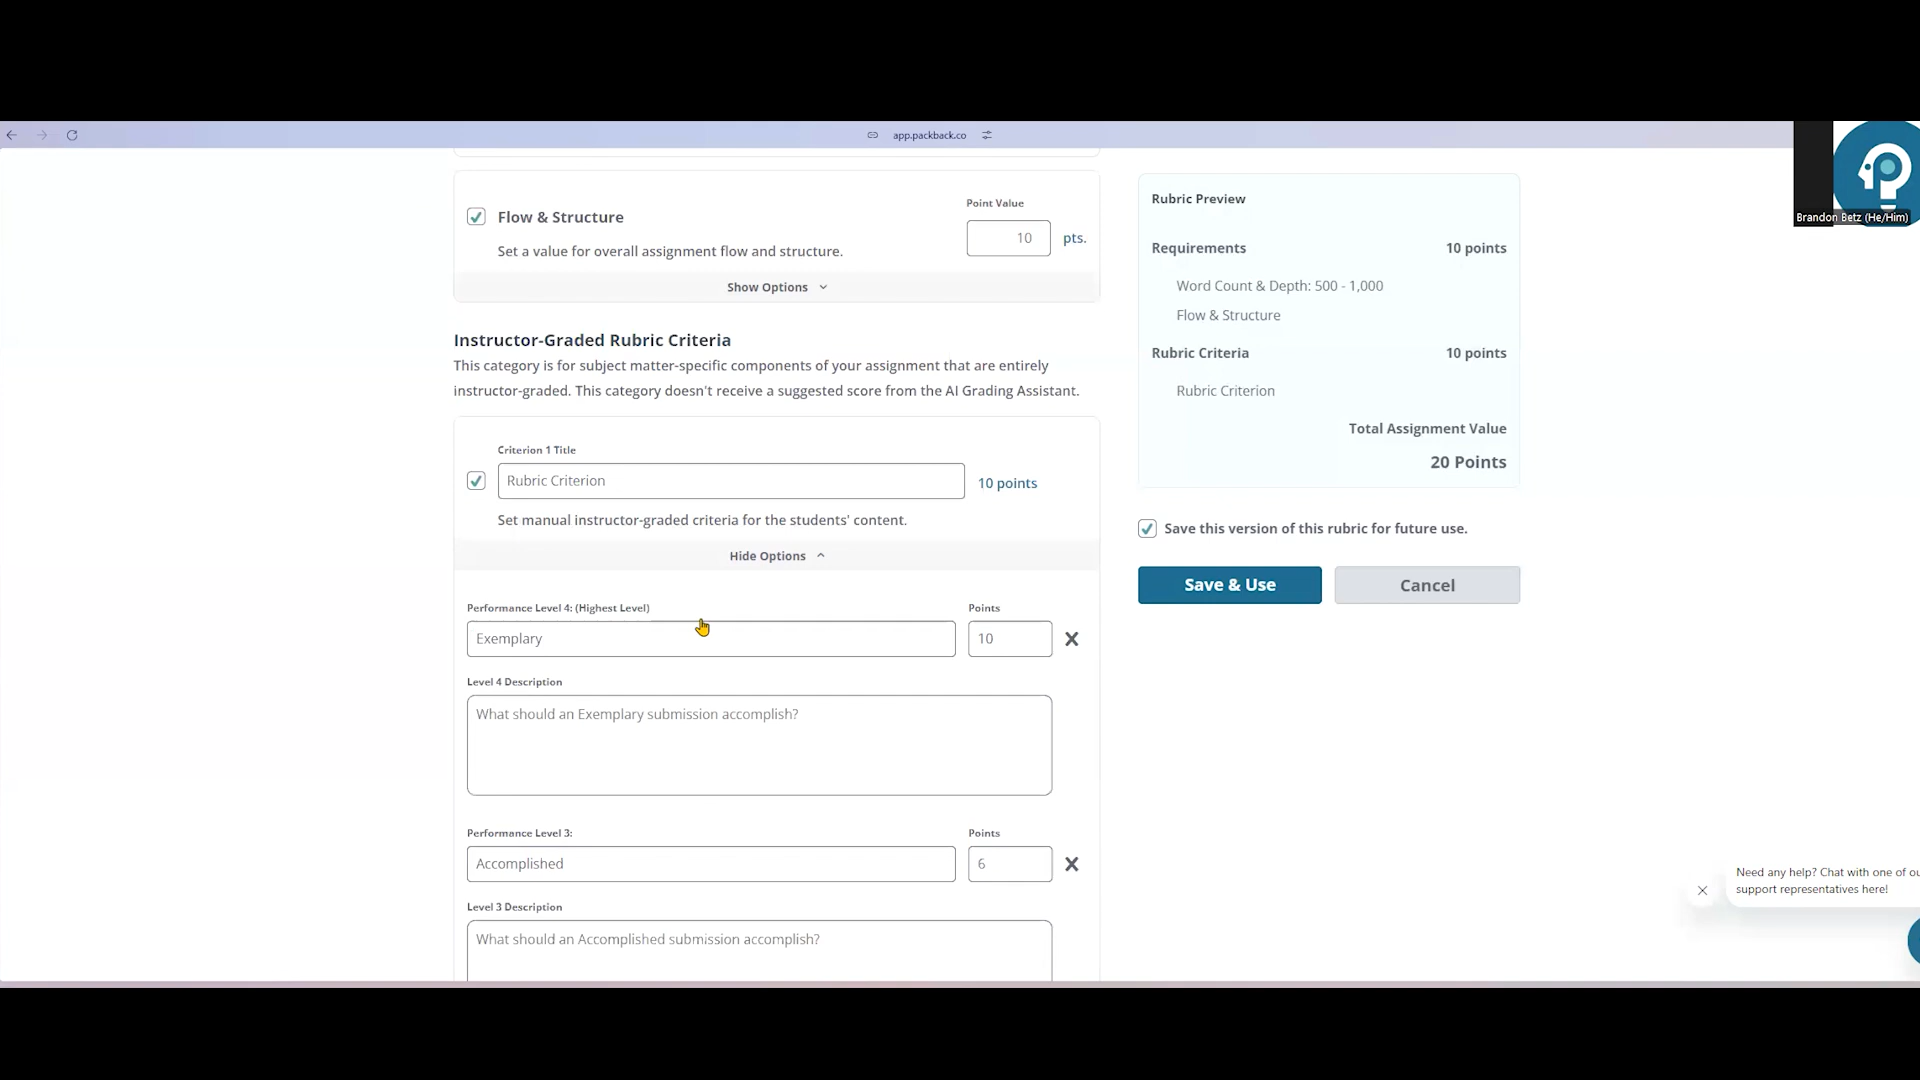 app.packback.co
Brandon Betz (He/Him)
Flow & Structure
Set a value for overall assignment flow and structure.
Point Value
10 pts.
Show Options
Instructor-Graded Rubric Criteria
This category is for subject matter-specific components of your assignment that are entirely
instructor-graded. This category doesn't receive a suggested score from the AI Grading Assistant.
Criterion 1 Title
Rubric Criterion
10 points
Set manual instructor-graded criteria for the students' content.
Hide Options
Performance Level 4: (Highest Level)
Points
Exemplary
10
Level 4 Description
What should an Exemplary submission accomplish?
Performance Level 3:
Points
Accomplished
6
Level 3 Description
What should an Accomplished submission accomplish?
Rubric Preview
Requirements 10 points
Word Count & Depth: 500 - 1,000
Flow & Structure
Rubric Criteria 10 points
Rubric Criterion
Total Assignment Value
20 Points
Save this version of this rubric for future use.
Save & Use
Cancel
Need any help? Chat with one of
support representatives here!